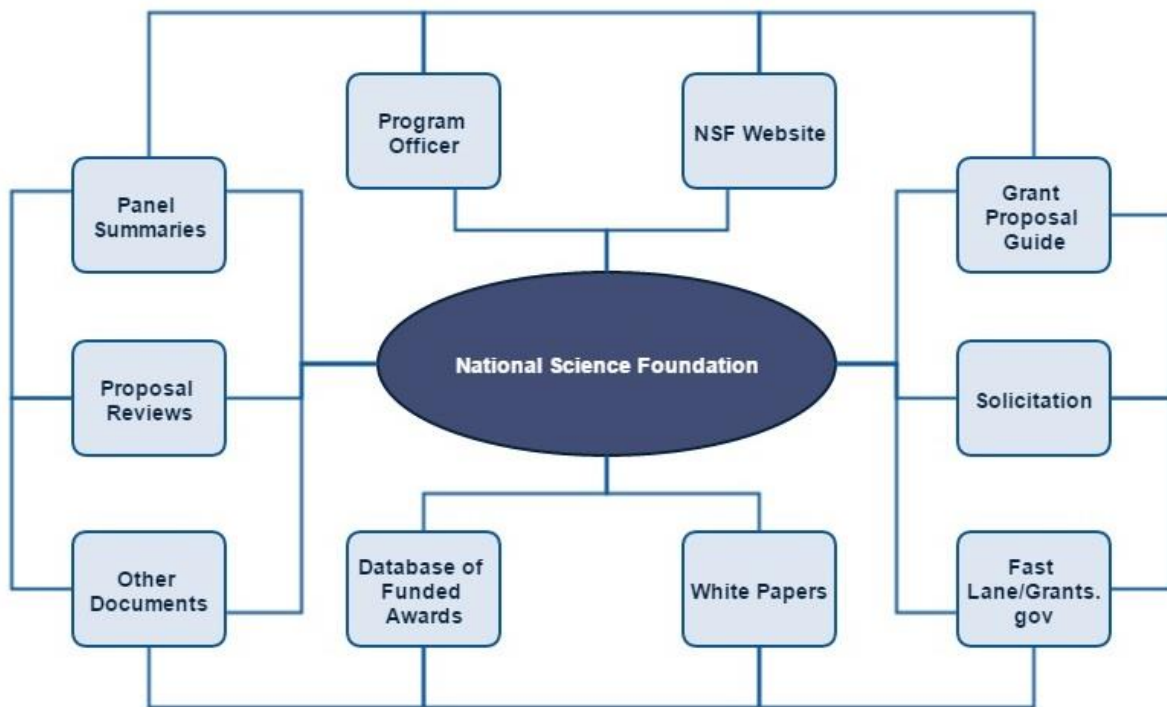 Program
Officer
NSF Website
Panel
Summaries
Grant
Proposal
Guide
National Science Foundation
Proposal
Reviews
Solicitation
Other
Documents
Database of
Funded
Awards
White Papers
Fast
Lane/Grants.
gov